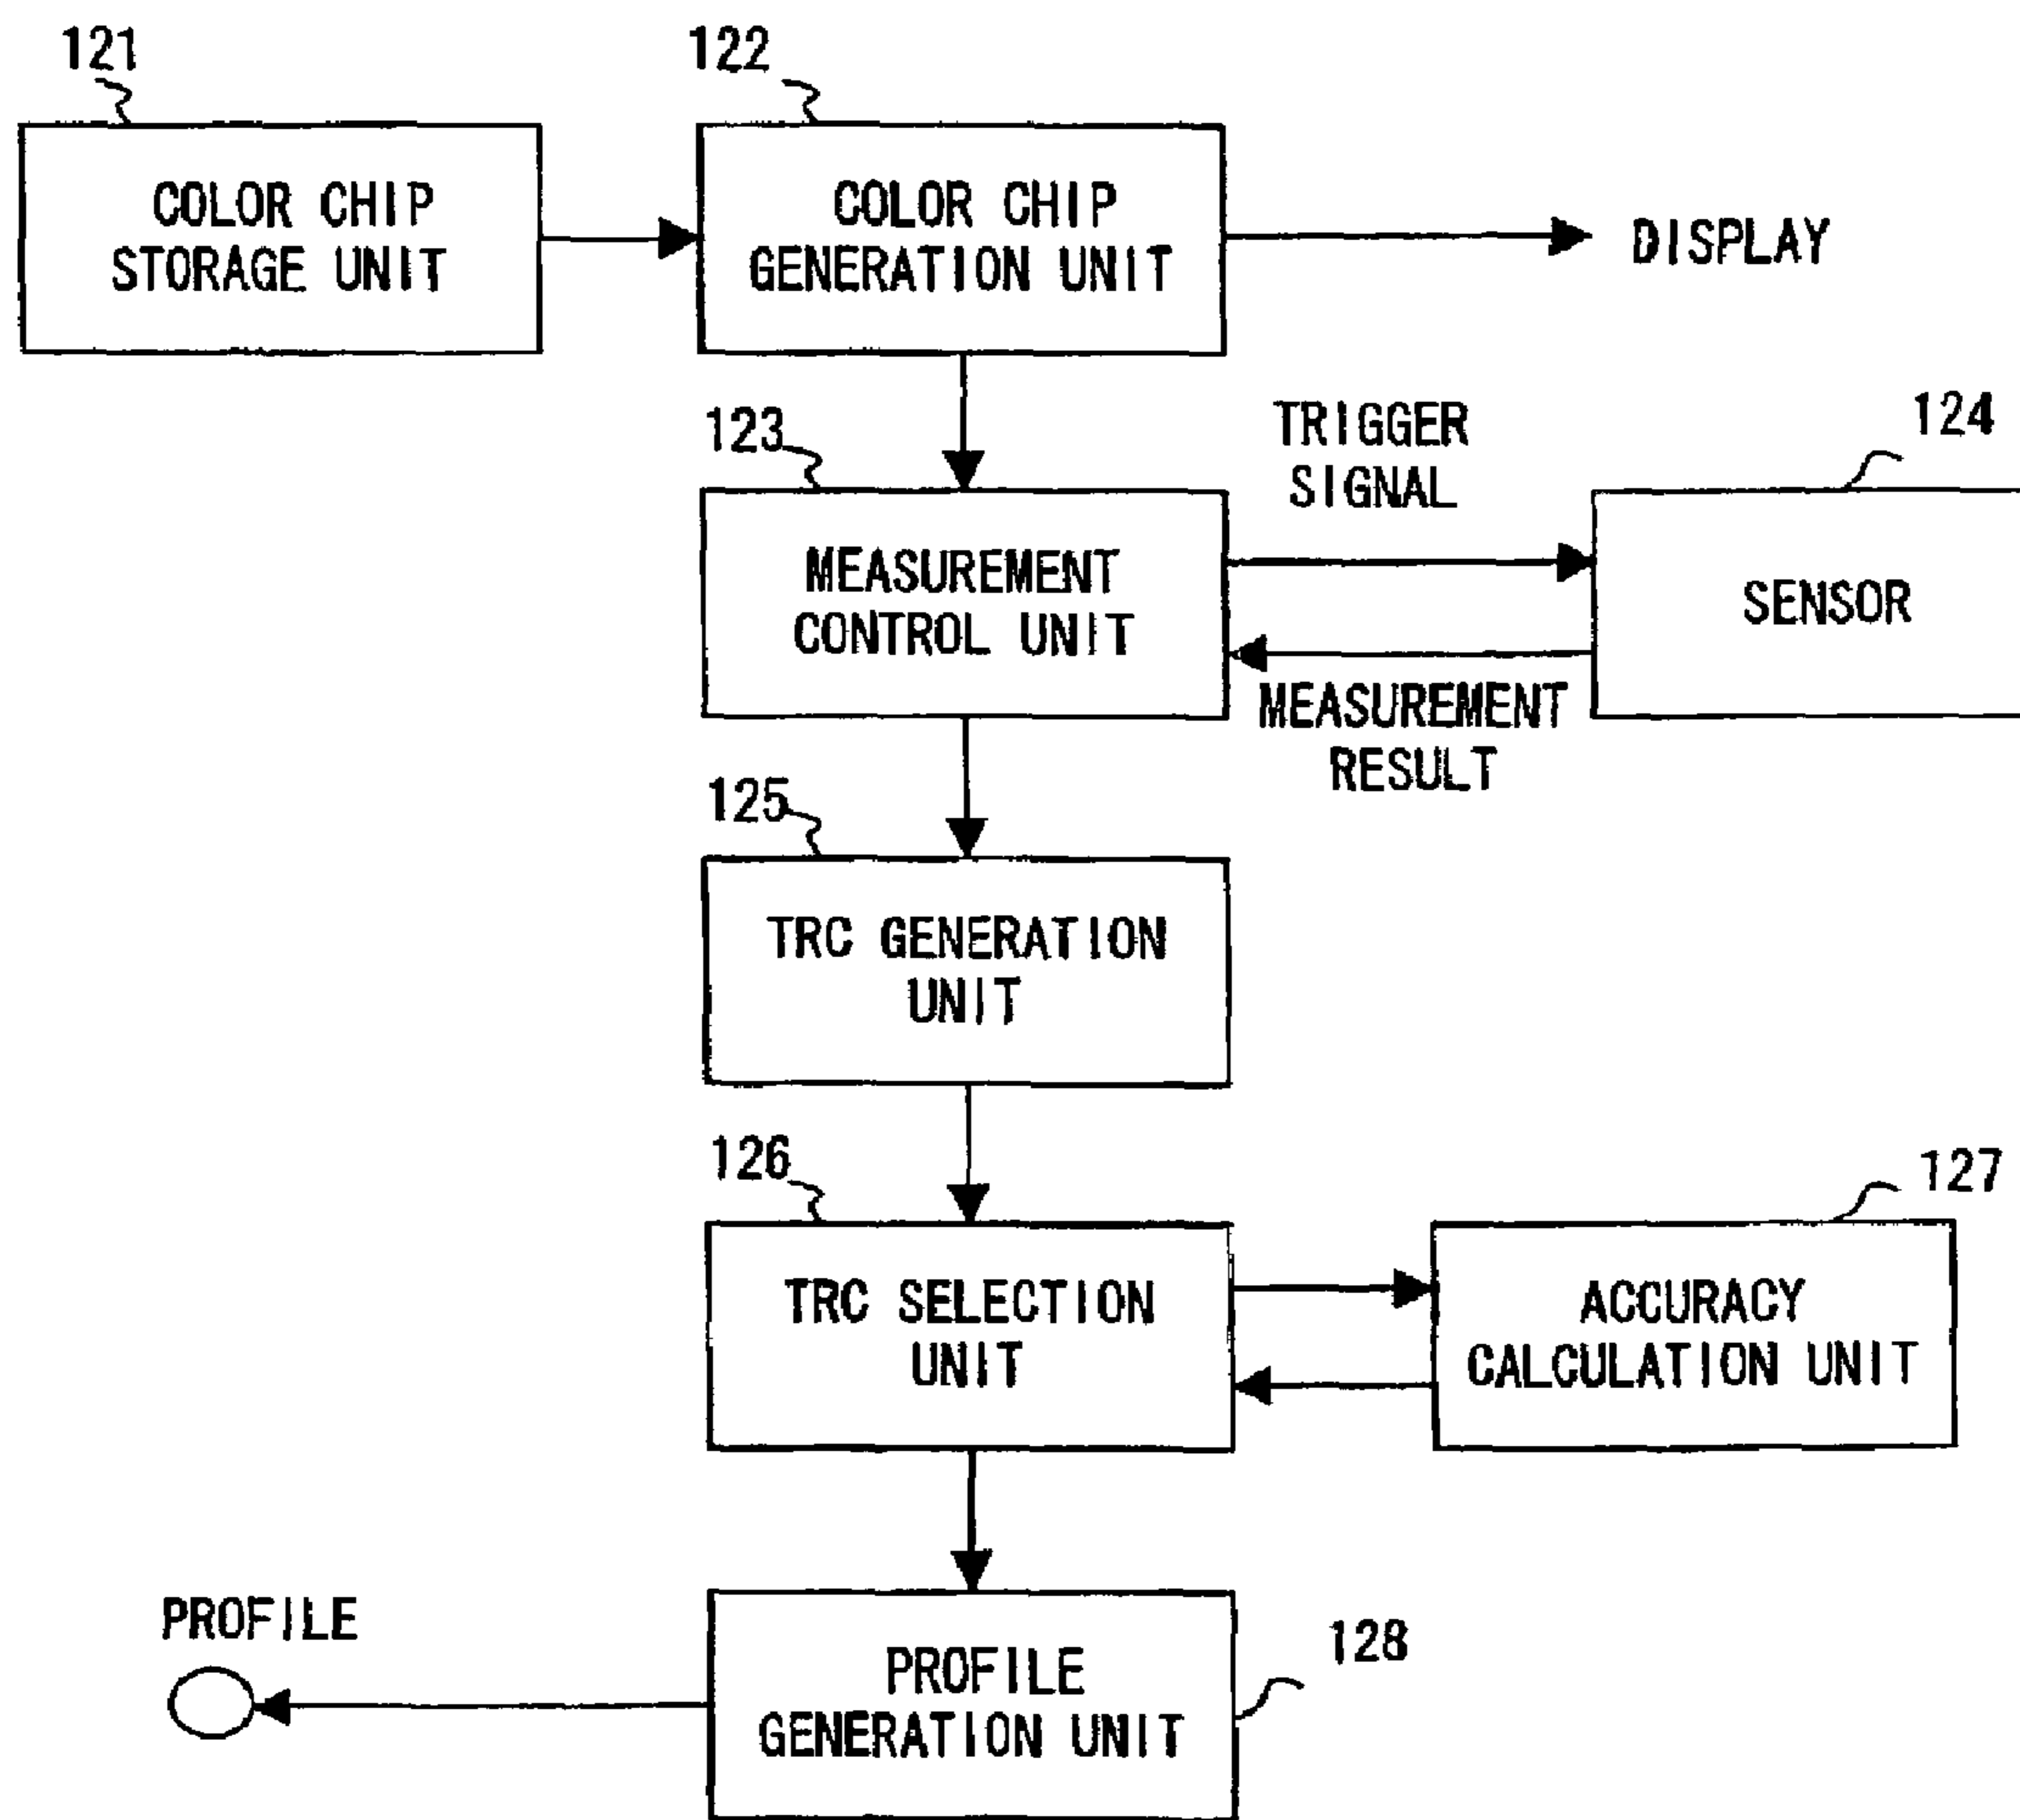 121
122
COLOR CHIP
STORAGE UNIT
COLOR CHIP
GENERATION UNIT
DISPLAY
123
TRIGGER
SIGNAL
124
MEASUREMENT
CONTROL UNIT
SENSOR
MEASUREMENT
RESULT
125
TRC GENERATION
UNIT
126
127
TRC SELECTION
UNIT
ACCURACY
CALCULATION UNIT
PROFILE
128
PROFILE
GENERATION UNIT